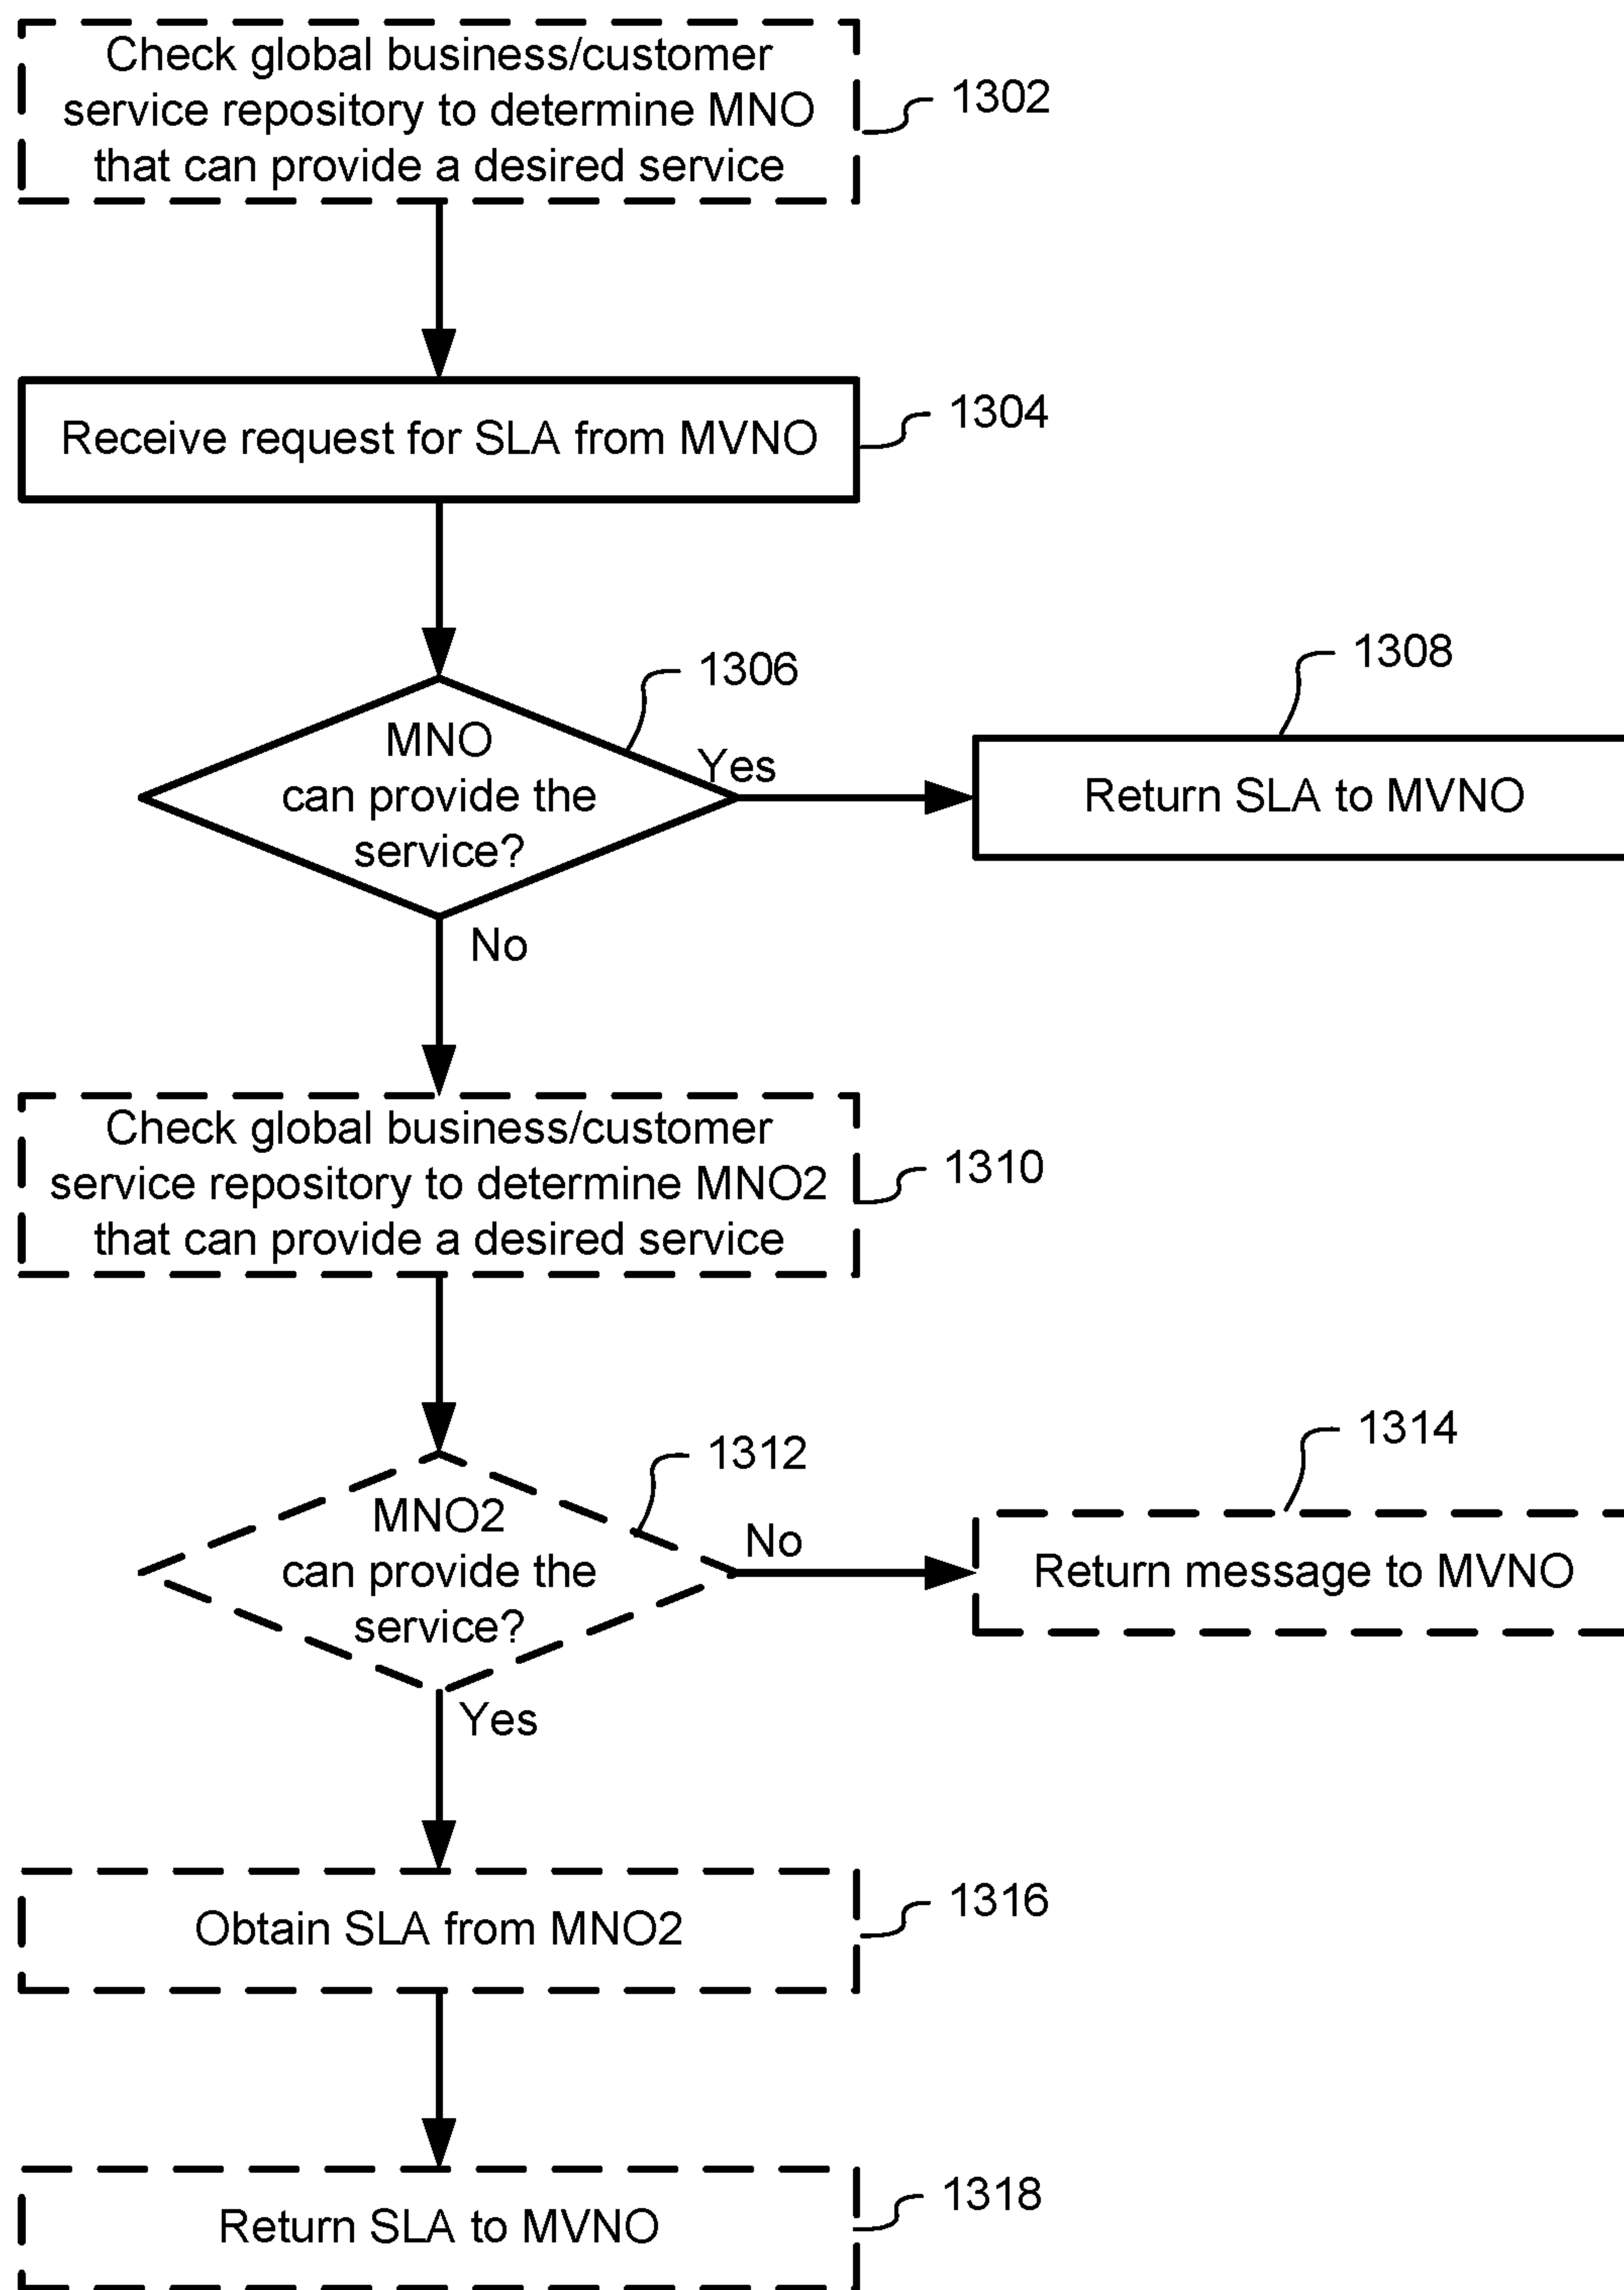 Check global business/customer
service repository to determine MNO
that can provide a desired service
1302
Receive request for SLA from MVNO
1304
1306
MNO
can provide the
service?
Yes
1308
Return SLA to MVNO
No
Check global business/customer
service repository to determine MNO2
that can provide a desired service
1310
1312
MNO2
can provide the
service?
No
1314
Return message to MVNO
Yes
Obtain SLA from MNO2
1316
Return SLA to MVNO
1318